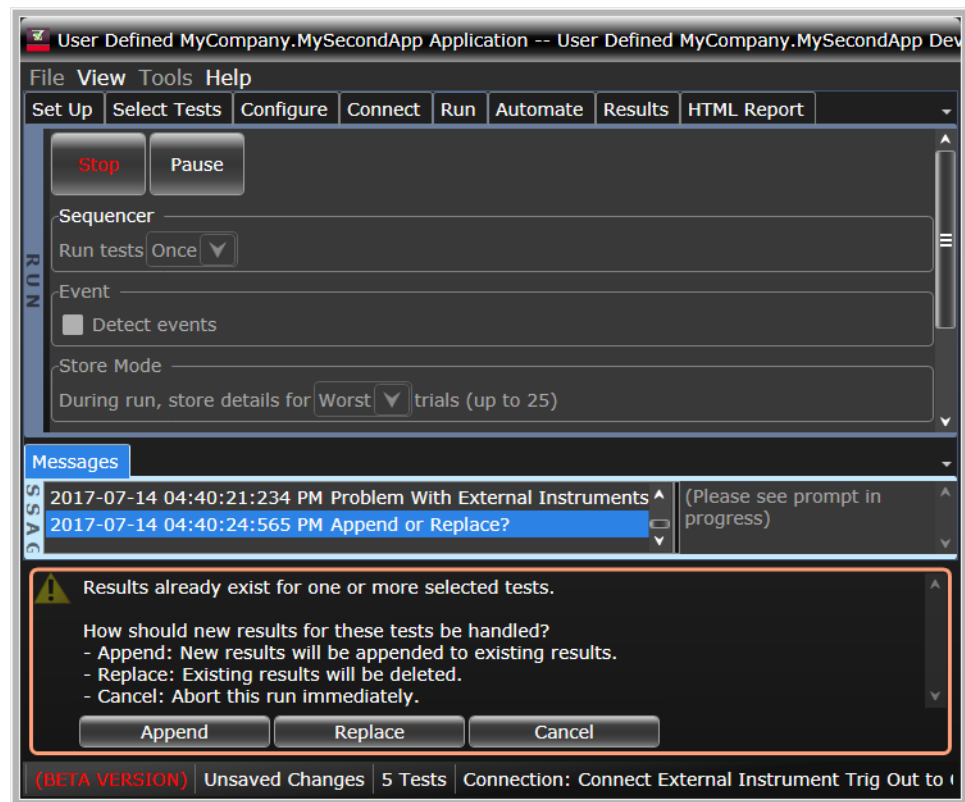 User Defined MyCompany.MySecondApp Application -- User Defined MyCompany.MySecondApp Dev
File View Tools Help
Set Up Select Tests Configure Connect Run Automate Results HTML Report
Stop Pause
RUN
Sequencer
Run tests Once
Event
Detect events
Store Mode
During run, store details for Worst trials (up to 25)
Messages
SSAG
2017-07-14 04:40:21:234 PM Problem With External Instruments
2017-07-14 04:40:24:565 PM Append or Replace?
(Please see prompt in
progress)
Results already exist for one or more selected tests.
How should new results for these tests be handled?
- Append: New results will be appended to existing results.
- Replace: Existing results will be deleted.
- Cancel: Abort this run immediately.
Append Replace Cancel
(BETA VERSION) Unsaved Changes 5 Tests Connection: Connect External Instrument Trig Out to